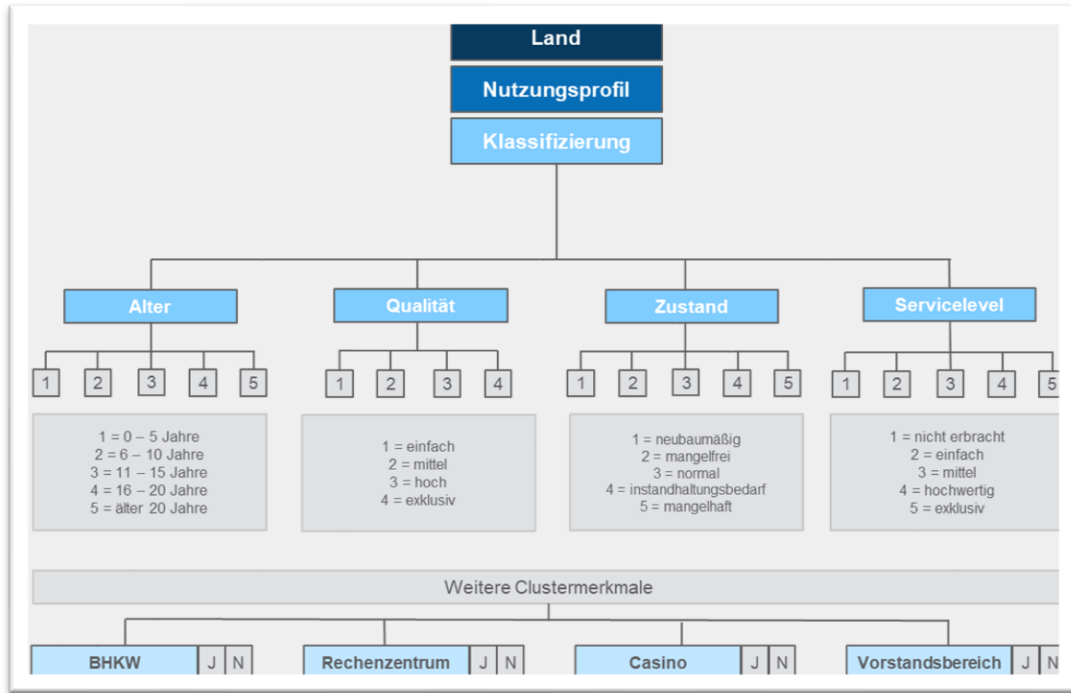 Land
Nutzungsprofil
Klassifizierung
Alter
Qualität
Zustand
Servicelevel
1 2 3 4 5
1 2 3 4
1 2 3 4 5
1 2 3 4 5
1 = 0 – 5 Jahre
2 = 6 – 10 Jahre
3 = 11 – 15 Jahre
4 = 16 – 20 Jahre
5 = älter 20 Jahre
1 = einfach
2 = mittel
3 = hoch
4 = exklusiv
1 = neubaumäßig
2 = mangelfrei
3 = normal
4 = instandhaltungsbedarf
5 = mangelhaft
1 = nicht erbracht
2 = einfach
3 = mittel
4 = hochwertig
5 = exklusiv
Weitere Clustermerkmale
BHKW J N
Rechenzentrum J N
Casino J N
Vorstandsbereich J N